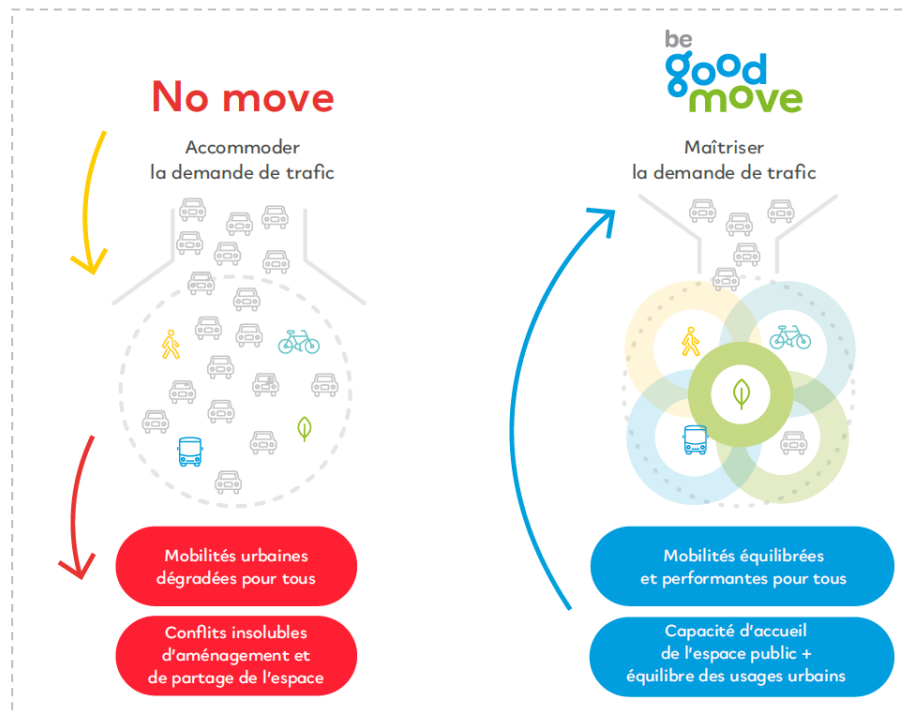 No move
Accommoder
la demande de trafic
Mobilités urbaines
dégradées pour tous
Conflits insolubles
d'aménagement et
de partage de l'espace
be
good
move
Maîtriser
la demande de trafic
Mobilités équilibrées
et performantes pour tous
Capacité d'accueil
de l'espace public +
équilibre des usages urbains